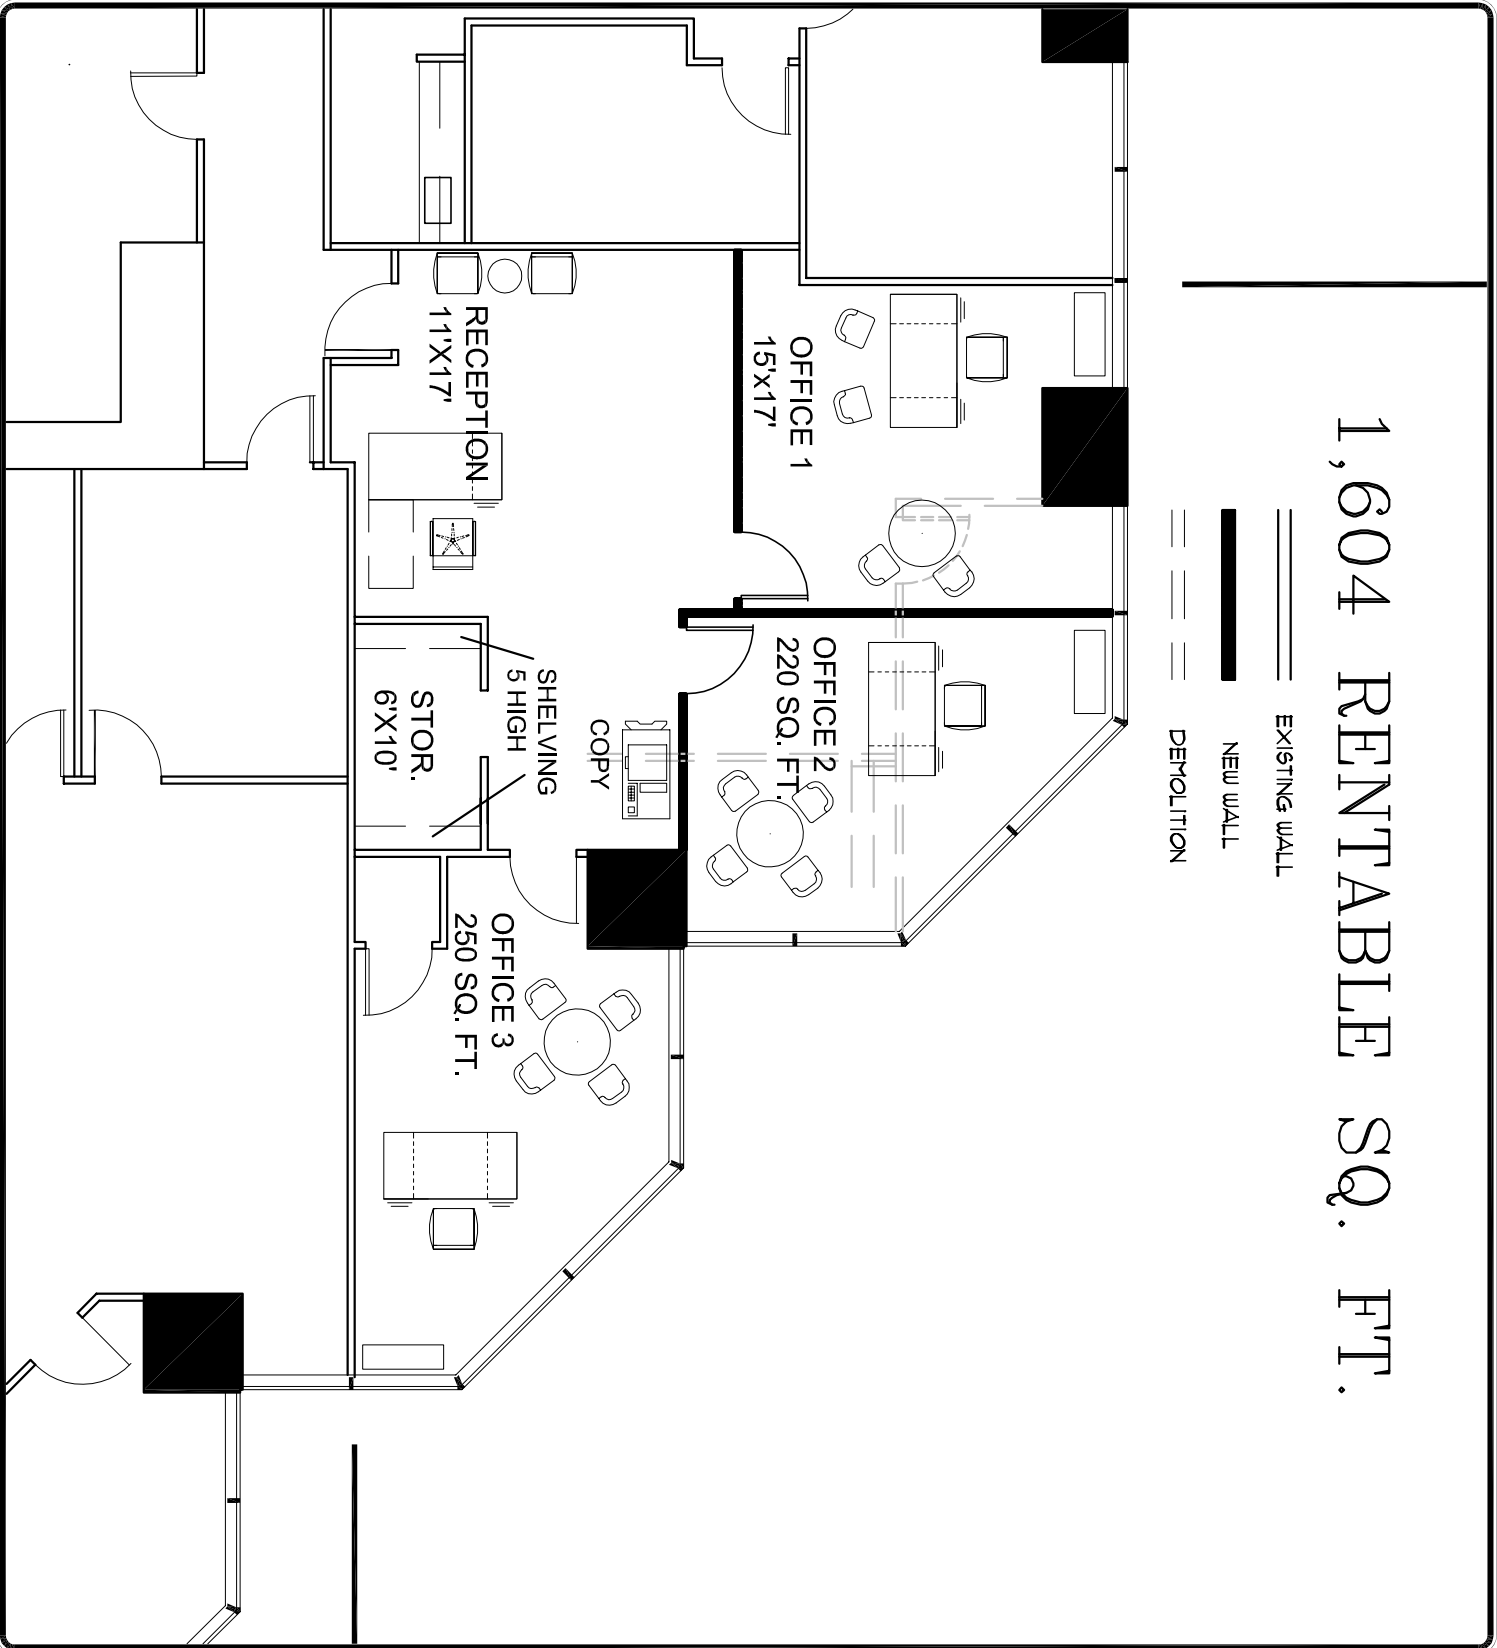 1,604 RENTABLE SQ. FT.
EXISTING WALL
NEW WALL
DEMOLITION
OFFICE 1
15'x17'
OFFICE 2
220 SQ. FT.
RECEPTION
11'X17'
COPY
SHELVING
5 HIGH
STOR.
6'X10'
OFFICE 3
250 SQ. FT.